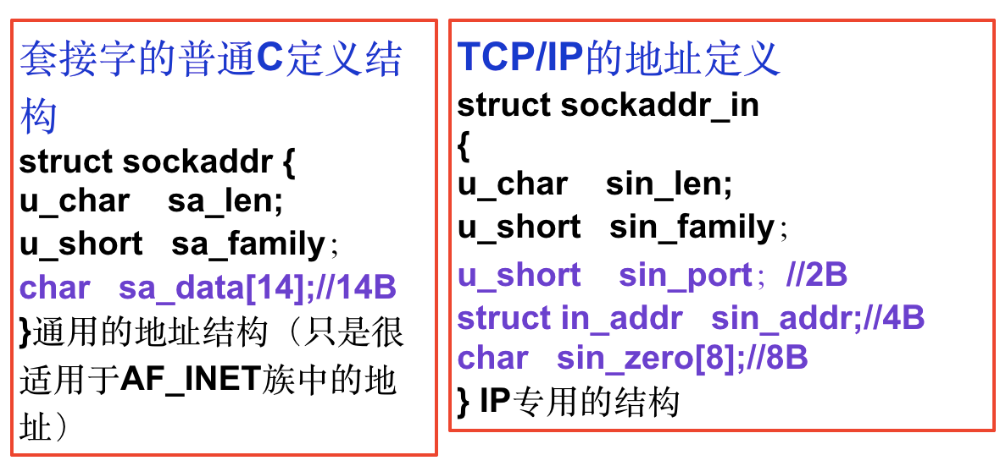 套接字的普通C定义结
构
struct sockaddr {
u_char    sa_len;
u_short   sa_family；
char   sa_data[14];//14B
}通用的地址结构（只是很
适用于AF_INET族中的地
址）
TCP/IP的地址定义
struct sockaddr_in
{
u_char    sin_len;
u_short   sin_family；
u_short    sin_port；//2B
struct in_addr   sin_addr;//4B
char   sin_zero[8];//8B
} IP专用的结构